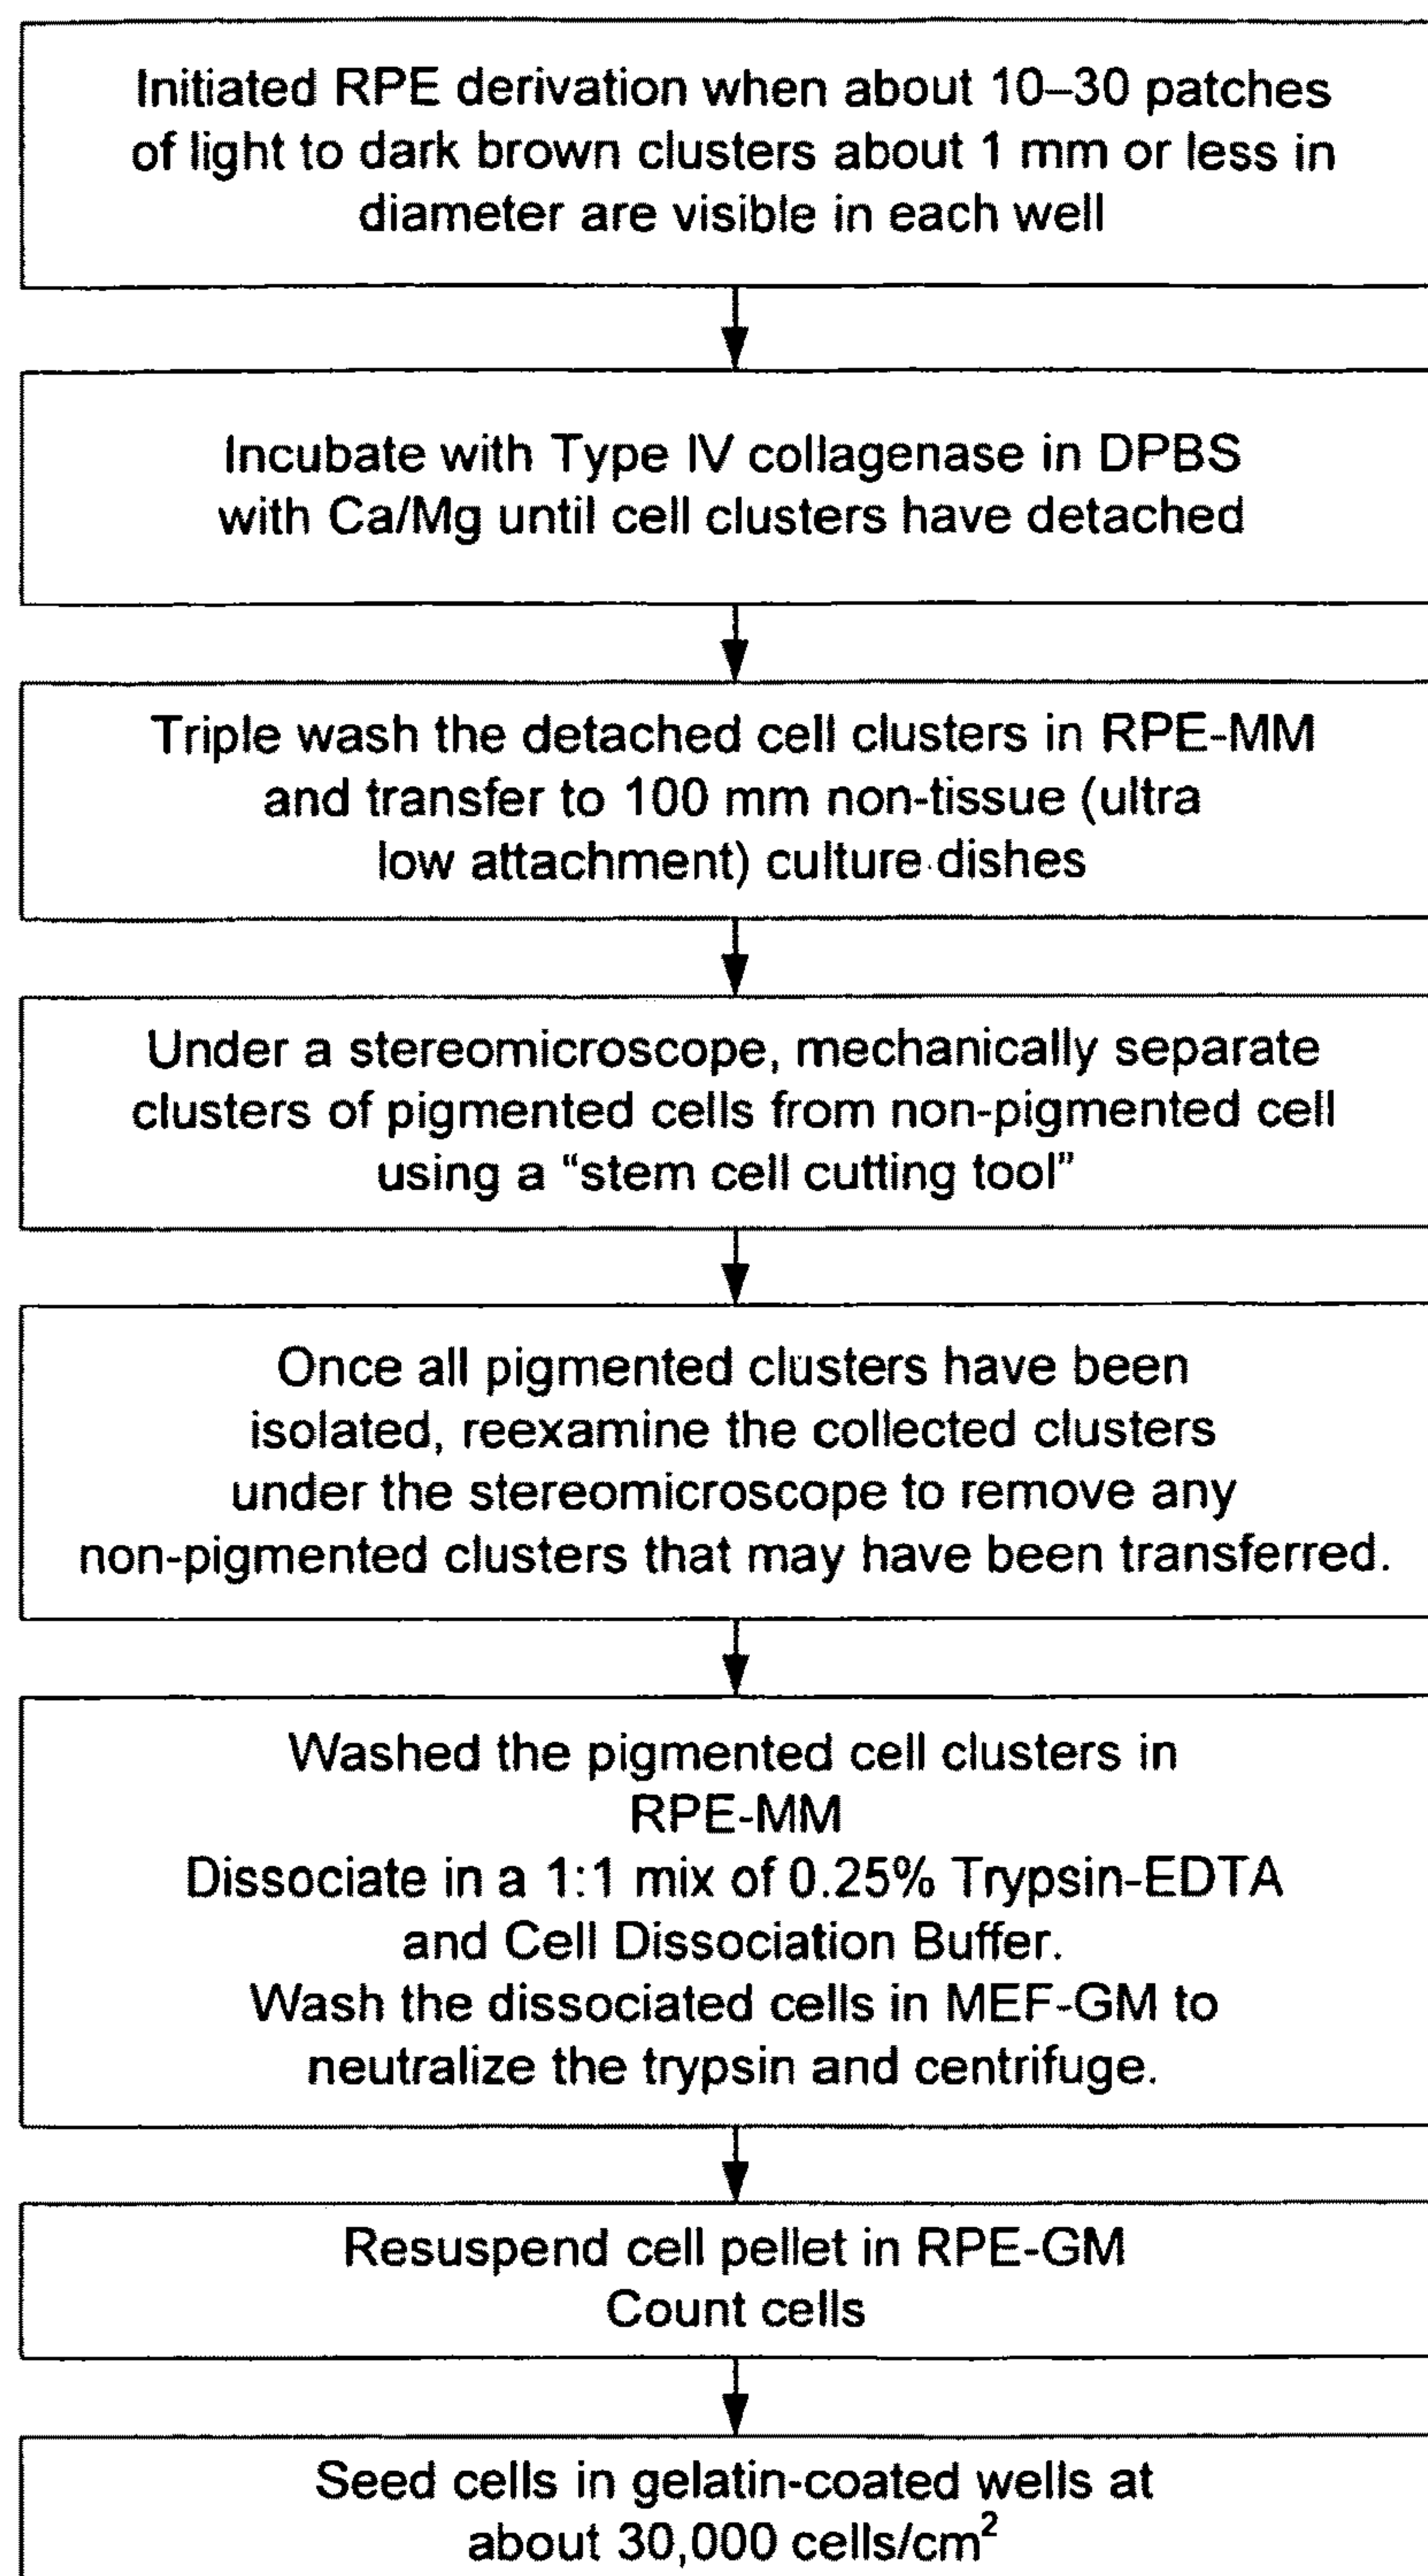 Initiated RPE derivation when about 10–30 patches
of light to dark brown clusters about 1 mm or less in
diameter are visible in each well
Incubate with Type IV collagenase in DPBS
with Ca/Mg until cell clusters have detached
Triple wash the detached cell clusters in RPE-MM
and transfer to 100 mm non-tissue (ultra
low attachment) culture dishes
Under a stereomicroscope, mechanically separate
clusters of pigmented cells from non-pigmented cell
using a “stem cell cutting tool”
Once all pigmented clusters have been
isolated, reexamine the collected clusters
under the stereomicroscope to remove any
non-pigmented clusters that may have been transferred.
Washed the pigmented cell clusters in
RPE-MM
Dissociate in a 1:1 mix of 0.25% Trypsin-EDTA
and Cell Dissociation Buffer.
Wash the dissociated cells in MEF-GM to
neutralize the trypsin and centrifuge.
Resuspend cell pellet in RPE-GM
Count cells
Seed cells in gelatin-coated wells at
about 30,000 cells/cm²